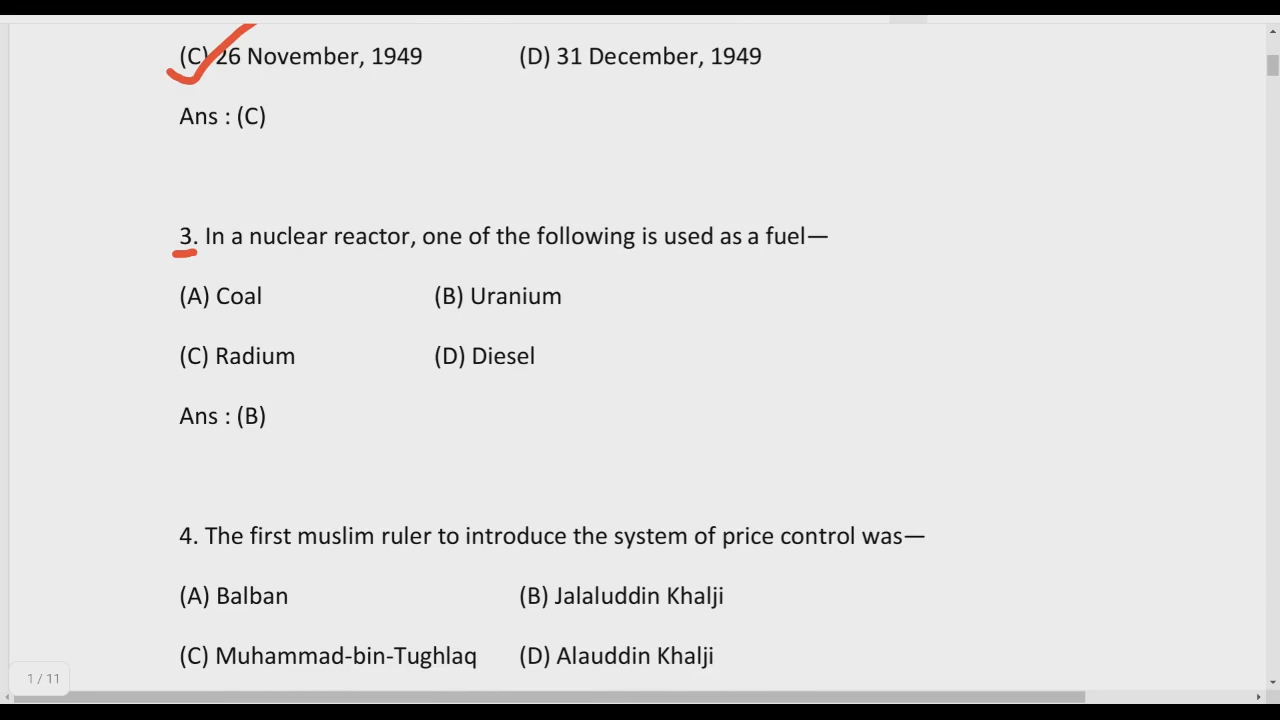 (C) 26 November, 1949 (D) 31 December, 1949
Ans : (C)
3. In a nuclear reactor, one of the following is used as a fuel—
(A) Coal (B) Uranium
(C) Radium (D) Diesel
Ans : (B)
4. The first muslim ruler to introduce the system of price control was—
(A) Balban (B) Jalaluddin Khalji
(C) Muhammad-bin-Tughlaq (D) Alauddin Khalji
1 / 11